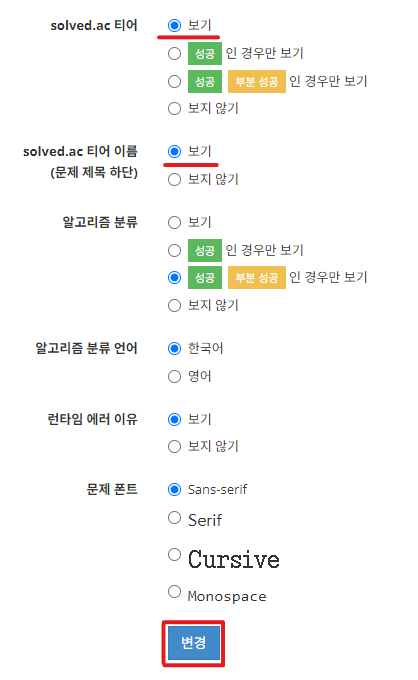 solved.ac 티어 보기
성공 인 경우만 보기
성공 부분 성공 인 경우만 보기
보지 않기
solved.ac 티어 이름 보기
(문제 제목 하단) 보지 않기
알고리즘 분류 보기
성공 인 경우만 보기
성공 부분 성공 인 경우만 보기
보지 않기
알고리즘 분류 언어 한국어
영어
런타임 에러 이유 보기
보지 않기
문제 폰트 Sans-serif
Serif
Cursive
Monospace
변경